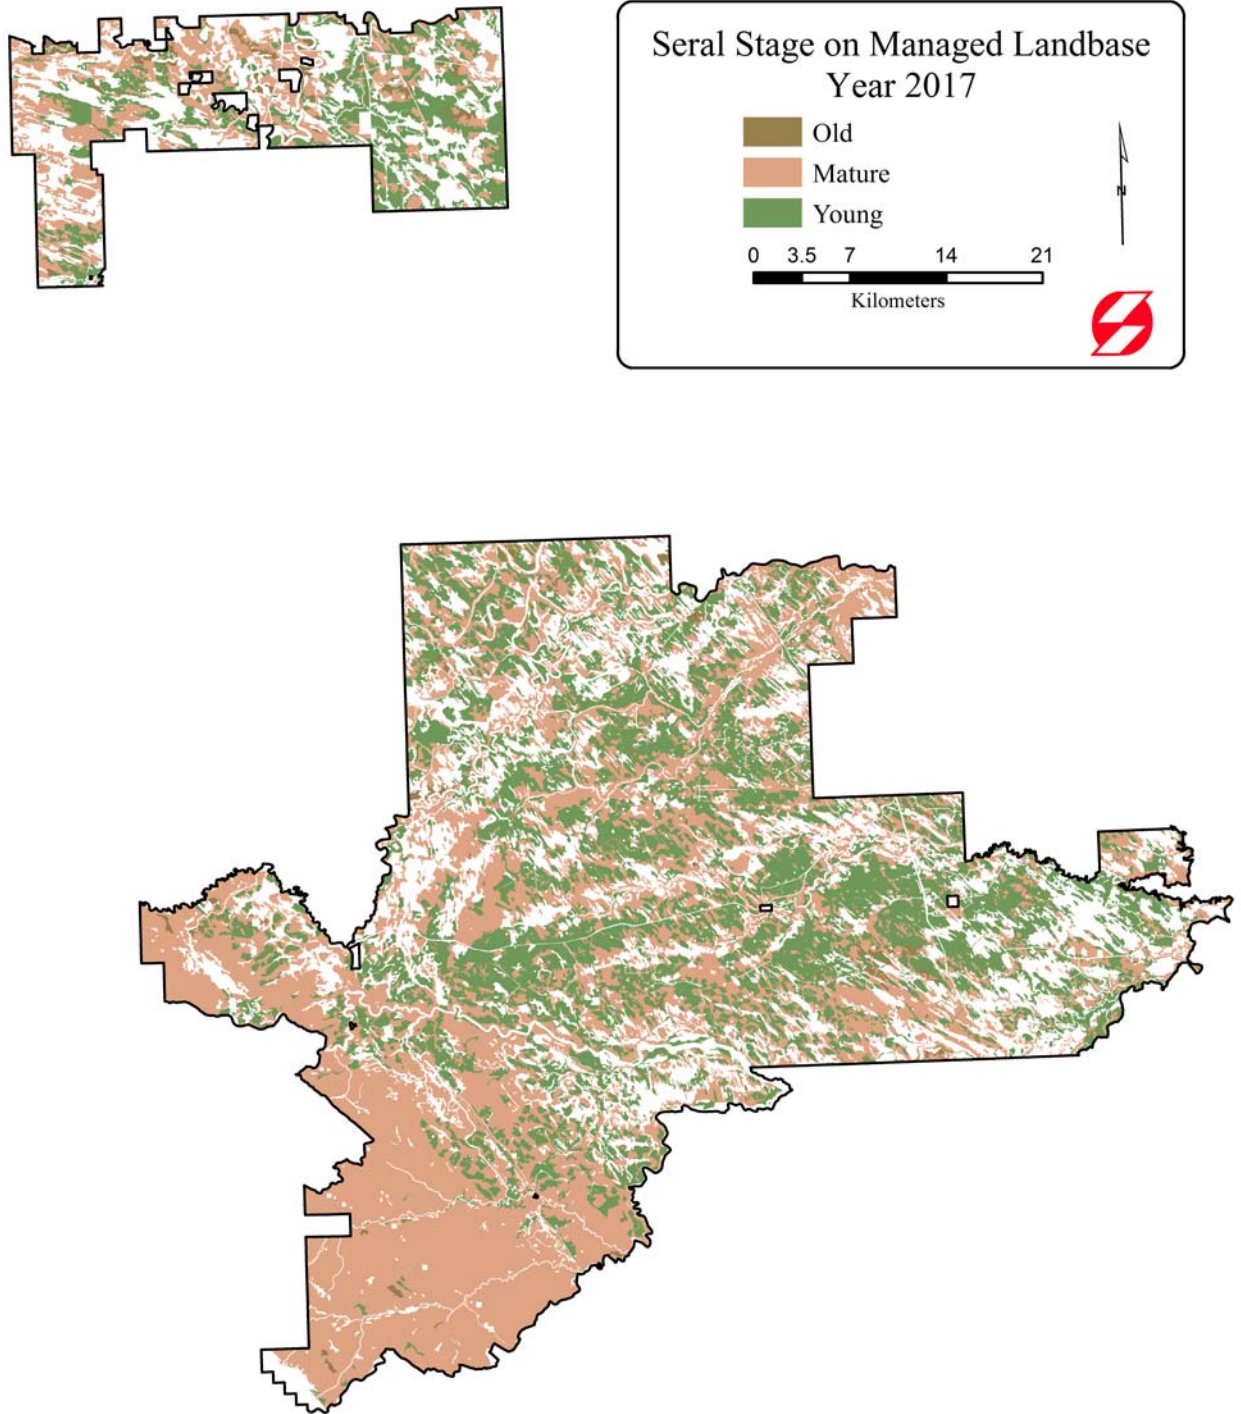 Seral Stage on Managed Landbase
Year 2017
Old
Mature
Young
N
0 3.5 7 14 21
Kilometers